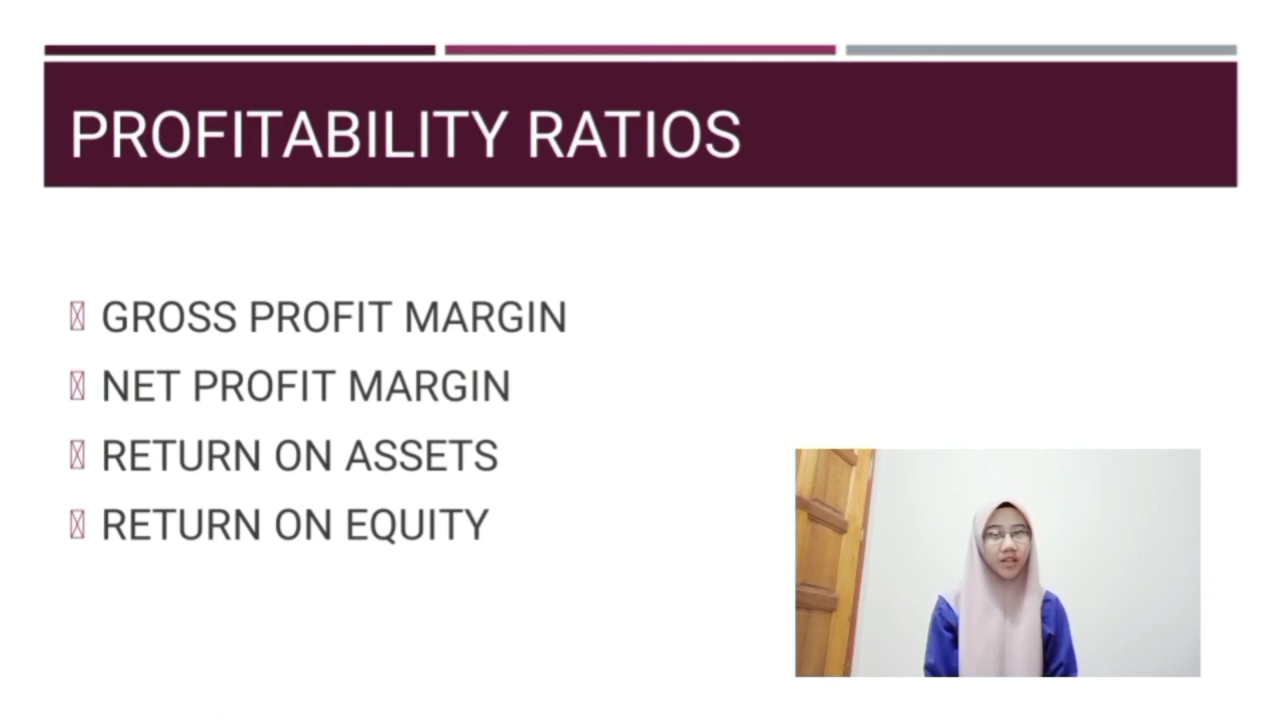 PROFITABILITY RATIOS
GROSS PROFIT MARGIN
NET PROFIT MARGIN
RETURN ON ASSETS
RETURN ON EQUITY